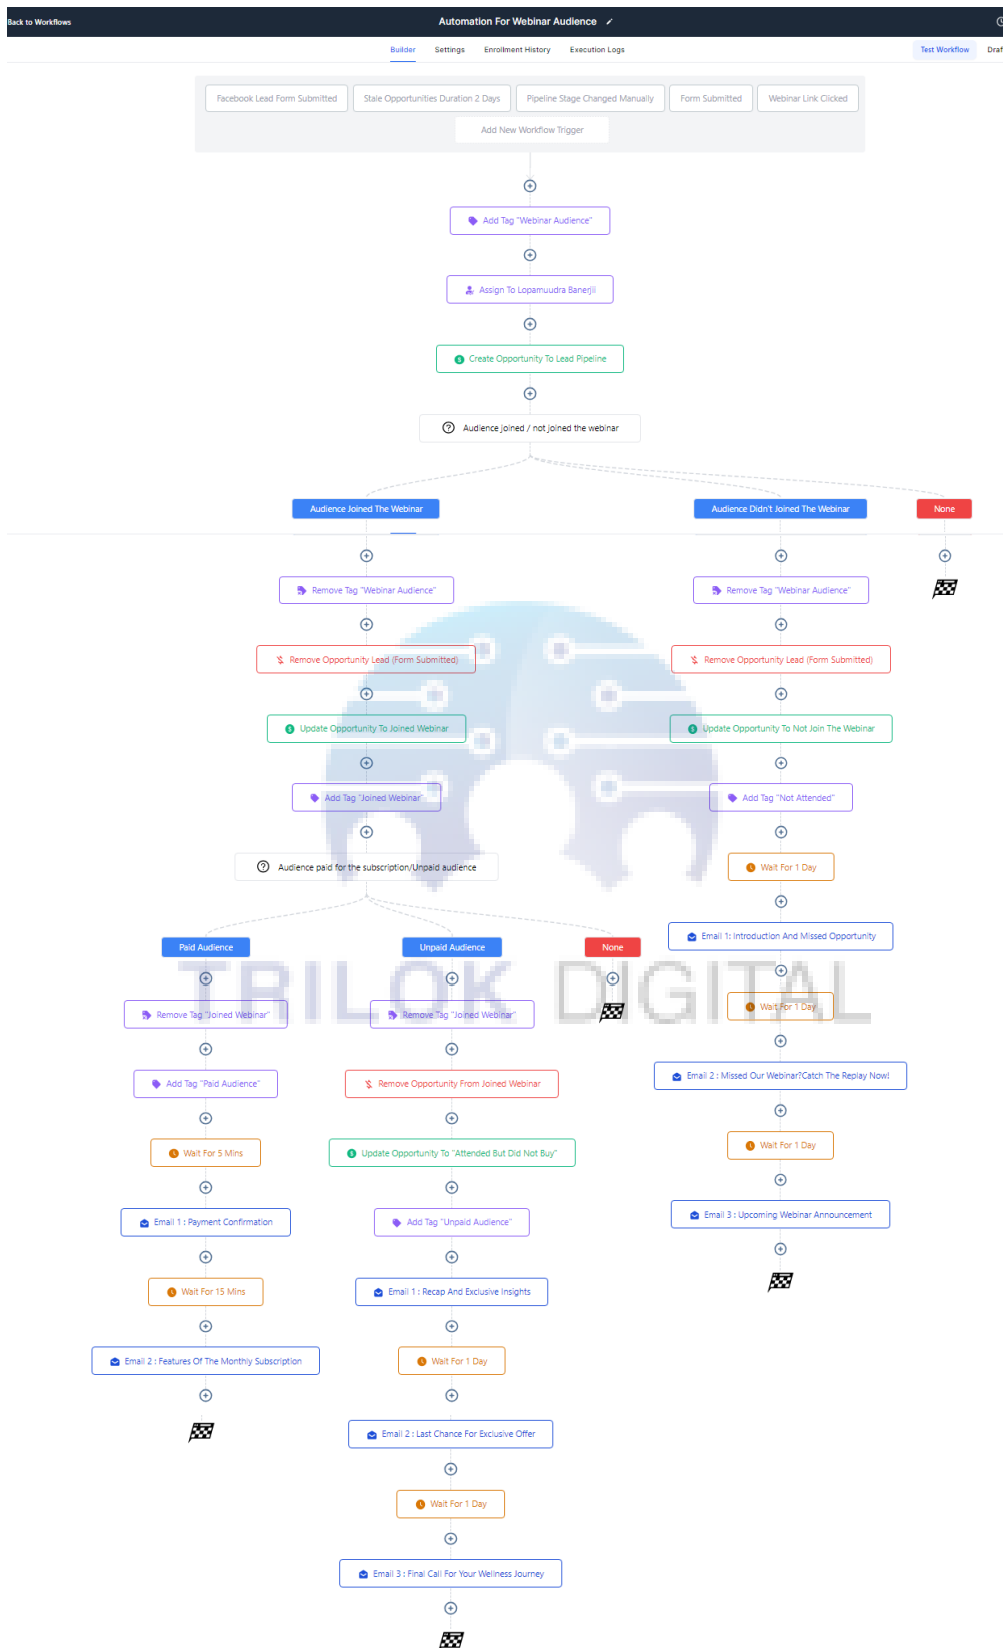 Back to Workflows
Automation For Webinar Audience
Builder Settings Enrollment History Execution Logs
Test Workflow
Facebook Lead Form Submitted Stale Opportunities Duration 2 Days Pipeline Stage Changed Manually Form Submitted Webinar Link Clicked
Add New Workflow Trigger
Add Tag "Webinar Audience"
Assign To Lopamuudra Banerjii
Create Opportunity To Lead Pipeline
Audience joined / not joined the webinar
Audience Joined The Webinar Audience Didn't Joined The Webinar None
Remove Tag "Webinar Audience" Remove Tag "Webinar Audience"
Remove Opportunity Lead (Form Submitted) Remove Opportunity Lead (Form Submitted)
Update Opportunity To Joined Webinar Update Opportunity To Not Join The Webinar
Add Tag "Joined Webinar" Add Tag "Not Attended"
Audience paid for the subscription/Unpaid audience Wait For 1 Day
Email 1: Introduction And Missed Opportunity
Paid Audience Unpaid Audience None
TRILOK DIGITAL
Remove Tag "Joined Webinar" Remove Tag "Joined Webinar" Wait For 1 Day
Add Tag "Paid Audience" Remove Opportunity From Joined Webinar Email 2 : Missed Our Webinar?Catch The Replay Now!
Wait For 5 Mins Update Opportunity To "Attended But Did Not Buy" Wait For 1 Day
Email 1 : Payment Confirmation Add Tag "Unpaid Audience" Email 3 : Upcoming Webinar Announcement
Wait For 15 Mins Email 1 : Recap And Exclusive Insights
Email 2 : Features Of The Monthly Subscription Wait For 1 Day
Email 2 : Last Chance For Exclusive Offer
Wait For 1 Day
Email 3 : Final Call For Your Wellness Journey